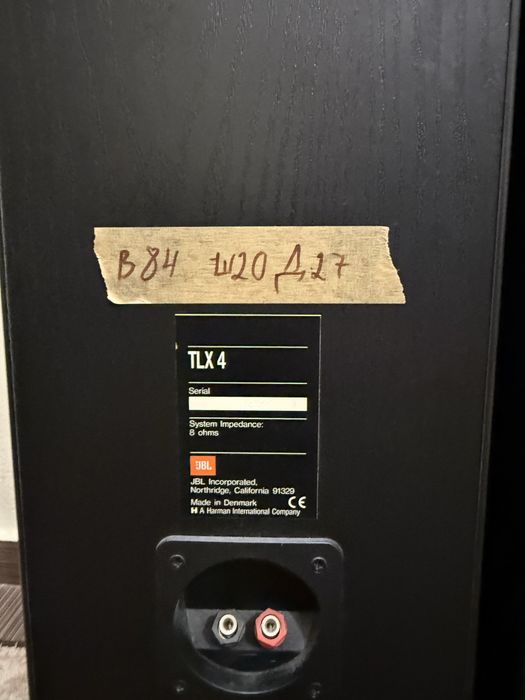 В84 Ш20 Д27
TLX 4
Serial
System Impedance:
8 ohms
JBL
JBL Incorporated,
Northridge, California 91329
Made in Denmark CE
H A Harman International Company